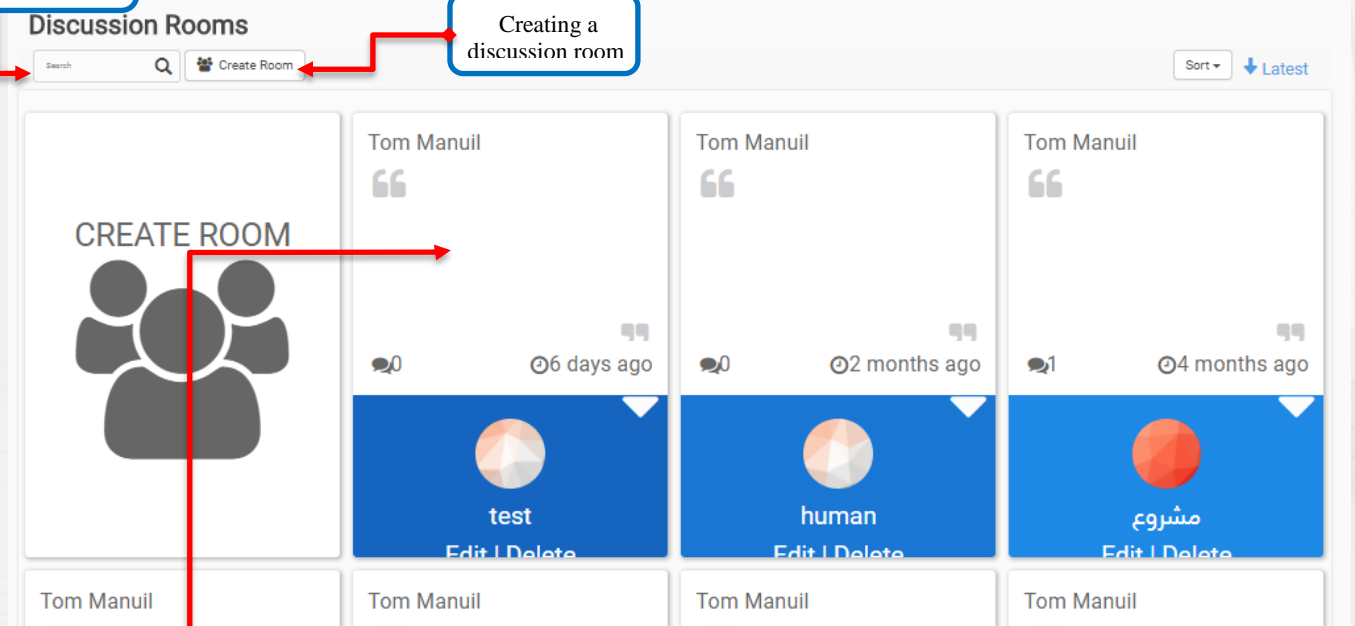 Discussion Rooms
Creating a
discussion room
Search
Create Room
Sort
Latest
CREATE ROOM
Tom Manuil
0
6 days ago
test
Edit | Delete
Tom Manuil
0
2 months ago
human
Edit | Delete
Tom Manuil
1
4 months ago
مشروع
Edit | Delete
Tom Manuil
Tom Manuil
Tom Manuil
Tom Manuil